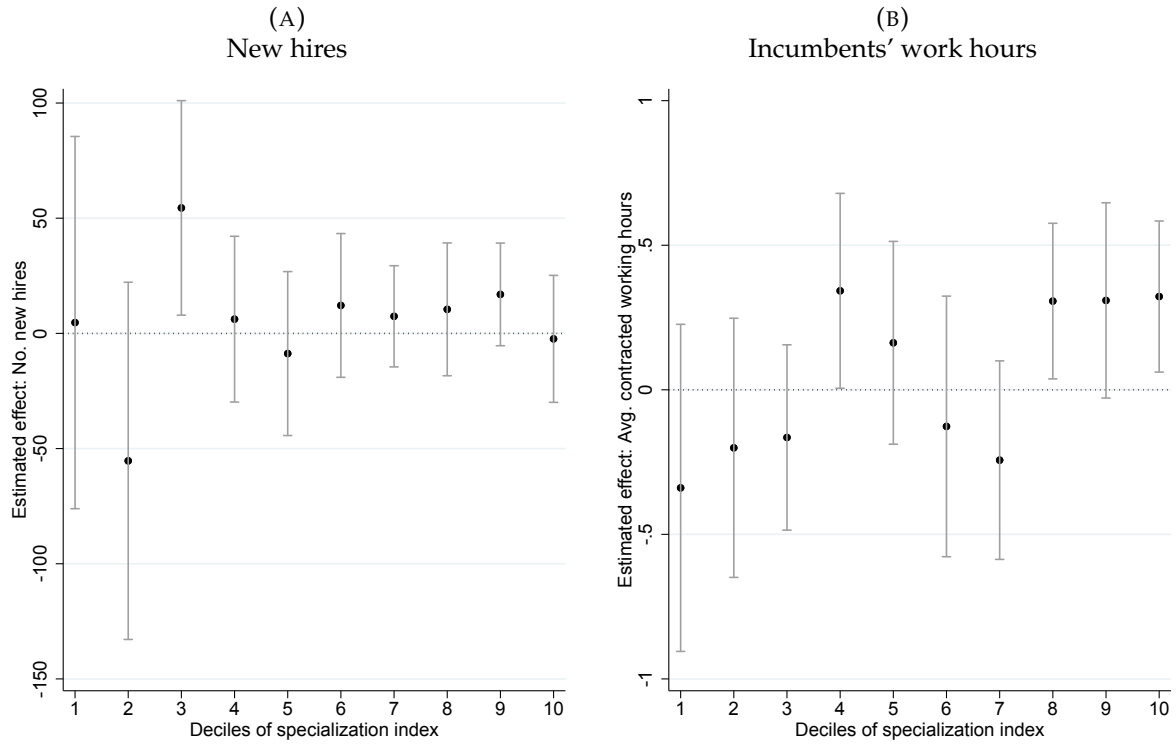 (A)
New hires
Estimated effect: No. new hires
100
50
0
-50
-100
-150
1 2 3 4 5 6 7 8 9 10
Deciles of specialization index
(B)
Incumbents’ work hours
Estimated effect: Avg. contracted working hours
1
.5
0
-.5
-1
1 2 3 4 5 6 7 8 9 10
Deciles of specialization index